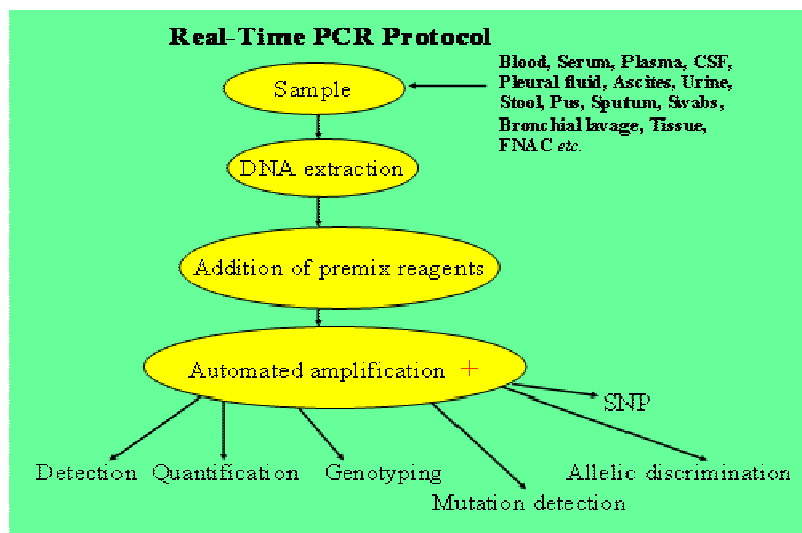 Real-Time PCR Protocol
Blood, Serum, Plasma, CSF,
Pleural fluid, Ascites, Urine,
Stool, Pus, Sputum, Swabs,
Bronchial lavage, Tissue,
FNAC etc.
Sample
DNA extraction
Addition of premix reagents
Automated amplification +
SNP
Detection Quantification Genotyping Allelic discrimination
Mutation detection